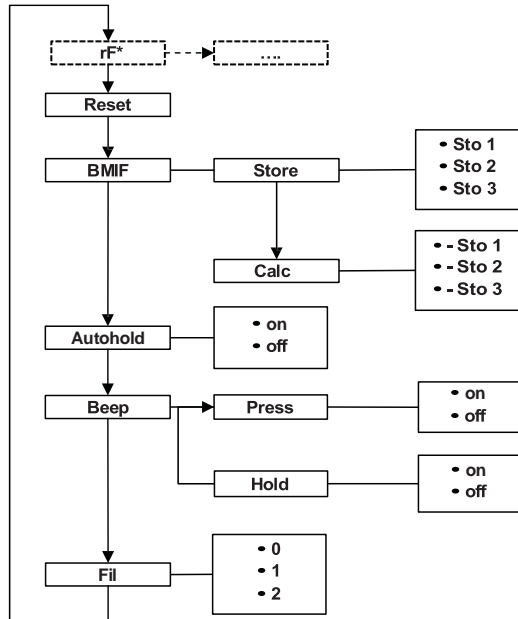 rF*
....
Reset
BMIF
Store
• Sto 1
• Sto 2
• Sto 3
Calc
• - Sto 1
• - Sto 2
• - Sto 3
Autohold
• on
• off
Beep
Press
• on
• off
Hold
• on
• off
Fil
• 0
• 1
• 2